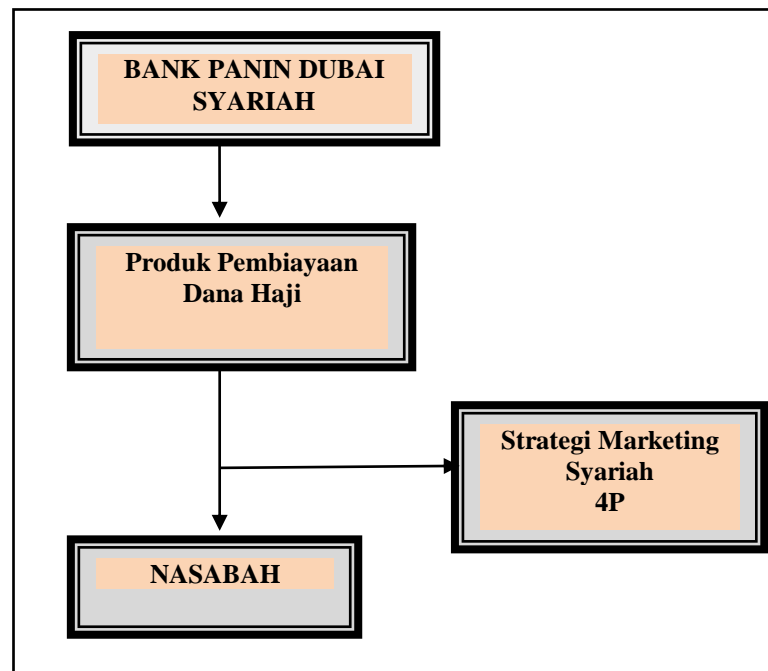 BANK PANIN DUBAI
SYARIAH
Produk Pembiayaan
Dana Haji
Strategi Marketing
Syariah
4P
NASABAH